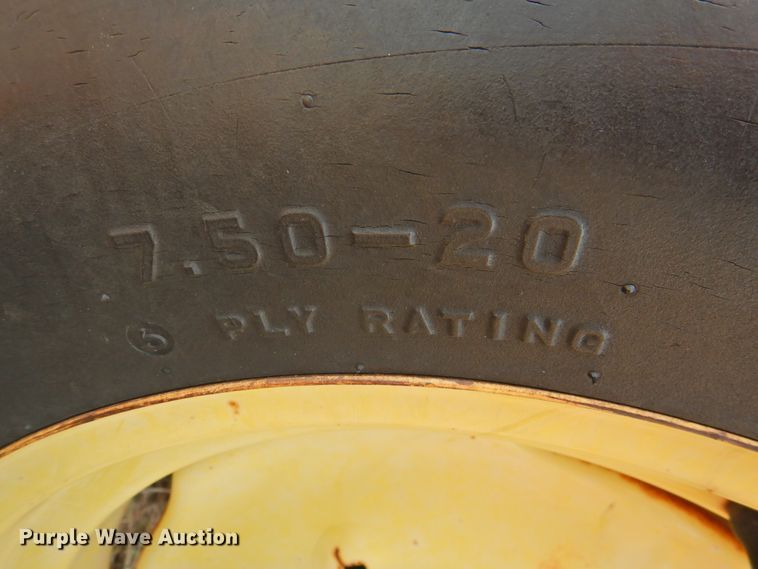 7.50-20
6 PLY RATING
Purple Wave Auction